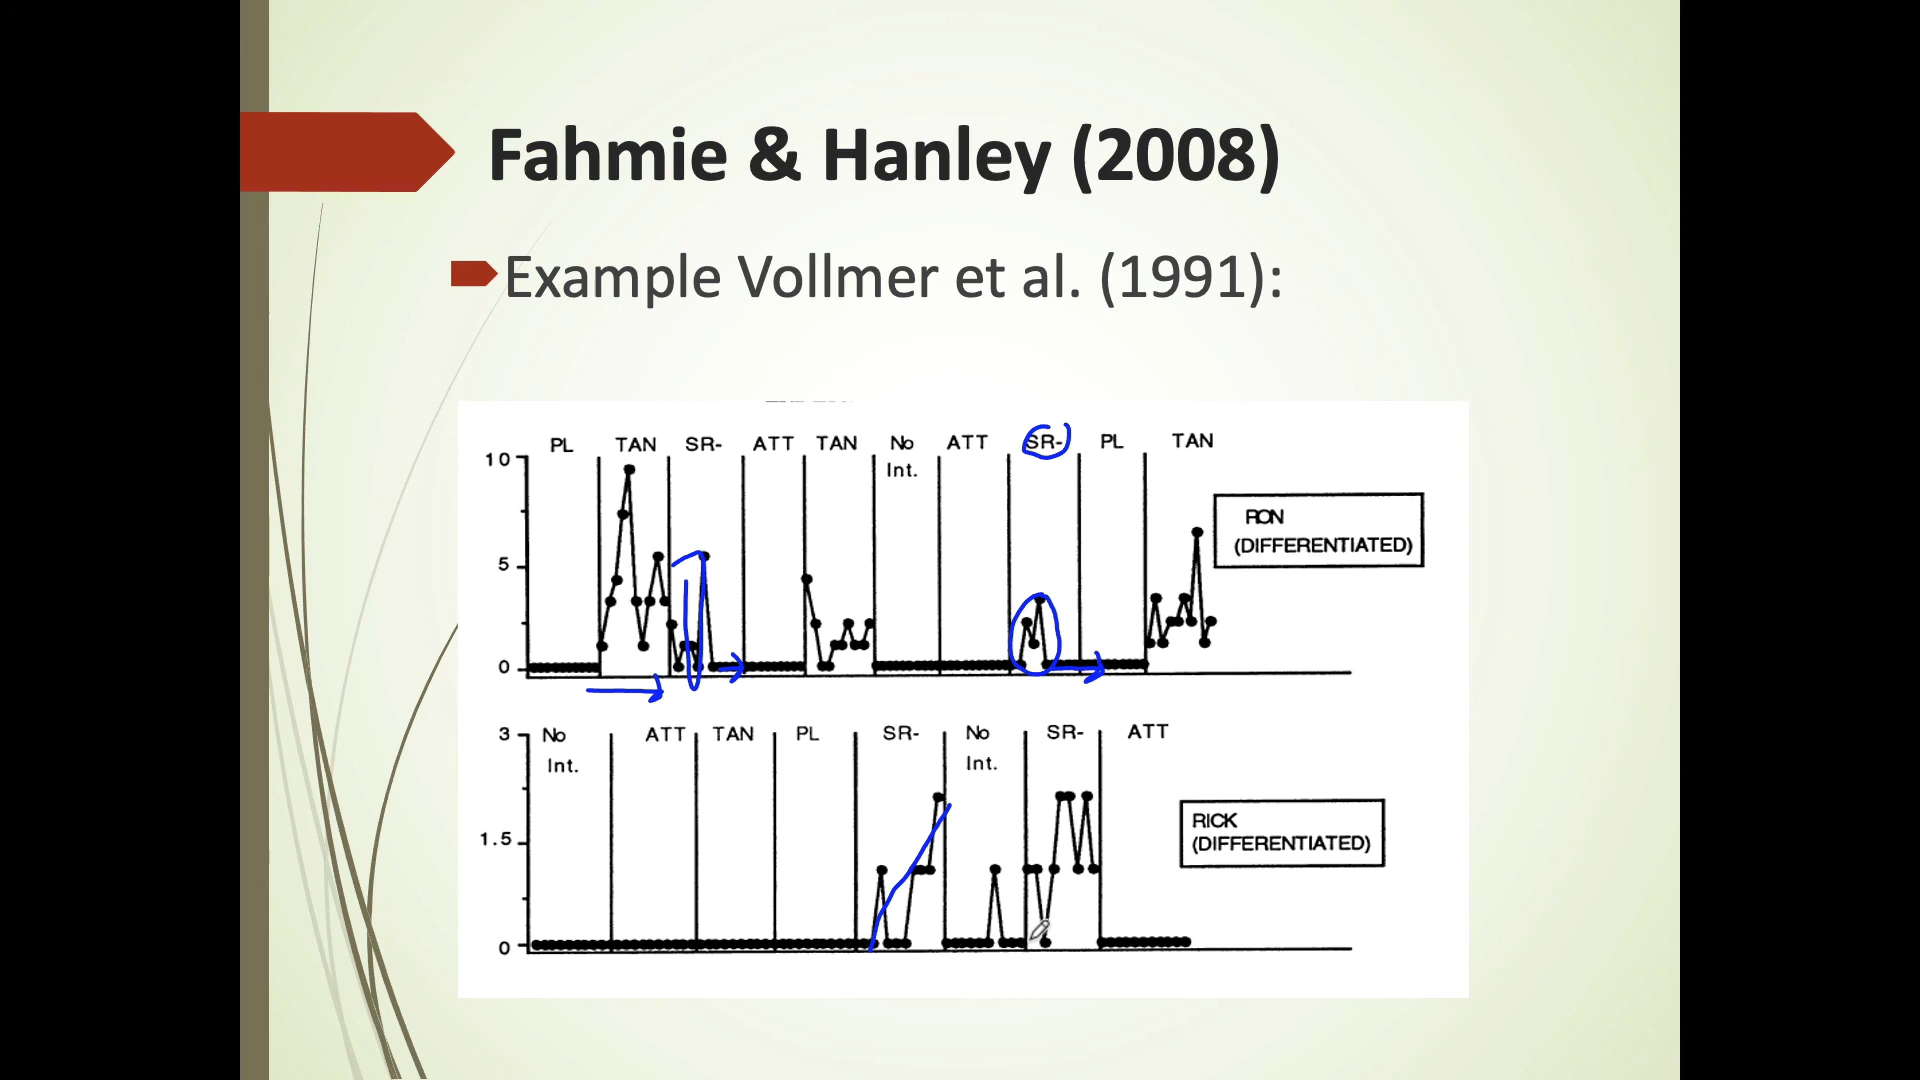 Fahmie & Hanley (2008)
Example Vollmer et al. (1991):
PL TAN SR- ATT TAN No Int. ATT SR- PL TAN
10
5
0
RON
(DIFFERENTIATED)
No Int. ATT TAN PL SR- No Int. SR- ATT
3
1.5
0
RICK
(DIFFERENTIATED)